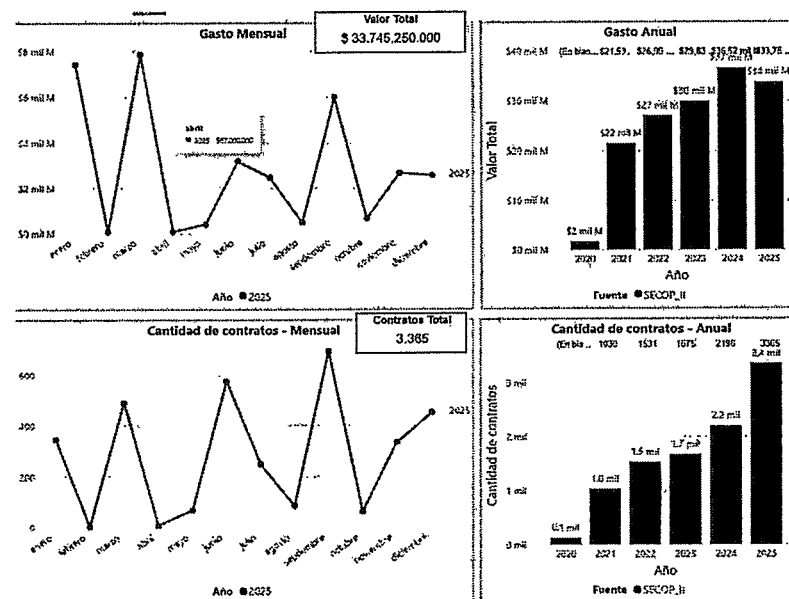 Gasto Mensual
Valor Total
$ 33.745,250.000
$8 mil M
$6 mil M
$4 mil M
$2 mil M
$0 mil M
abril
2025
2025
enero
febrero
marzo
abril
mayo
junio
julio
agosto
septiembre
octubre
noviembre
diciembre
Año 2025
Gasto Anual
$40 mil M
$30 mil M
$20 mil M
$10 mil M
$0 mil M
Valor Total
$2 mil M
$22 mil M
$27 mil M
$30 mil M
$37 mil M
$34 mil M
2020
2021
2022
2023
2024
2025
Año
Fuente SECOP_II
Cantidad de contratos - Mensual
Contratos Total
3.365
600
400
200
0
2025
enero
febrero
marzo
abril
mayo
junio
julio
agosto
septiembre
octubre
noviembre
diciembre
Año 2025
Cantidad de contratos - Anual
1531
1675
2196
3365
Cantidad de contratos
3 mil
2 mil
1 mil
0 mil
0.1 mil
1.0 mil
1.5 mil
1.7 mil
2.2 mil
3.4 mil
2020
2021
2022
2023
2024
2025
Año
Fuente SECOP_II